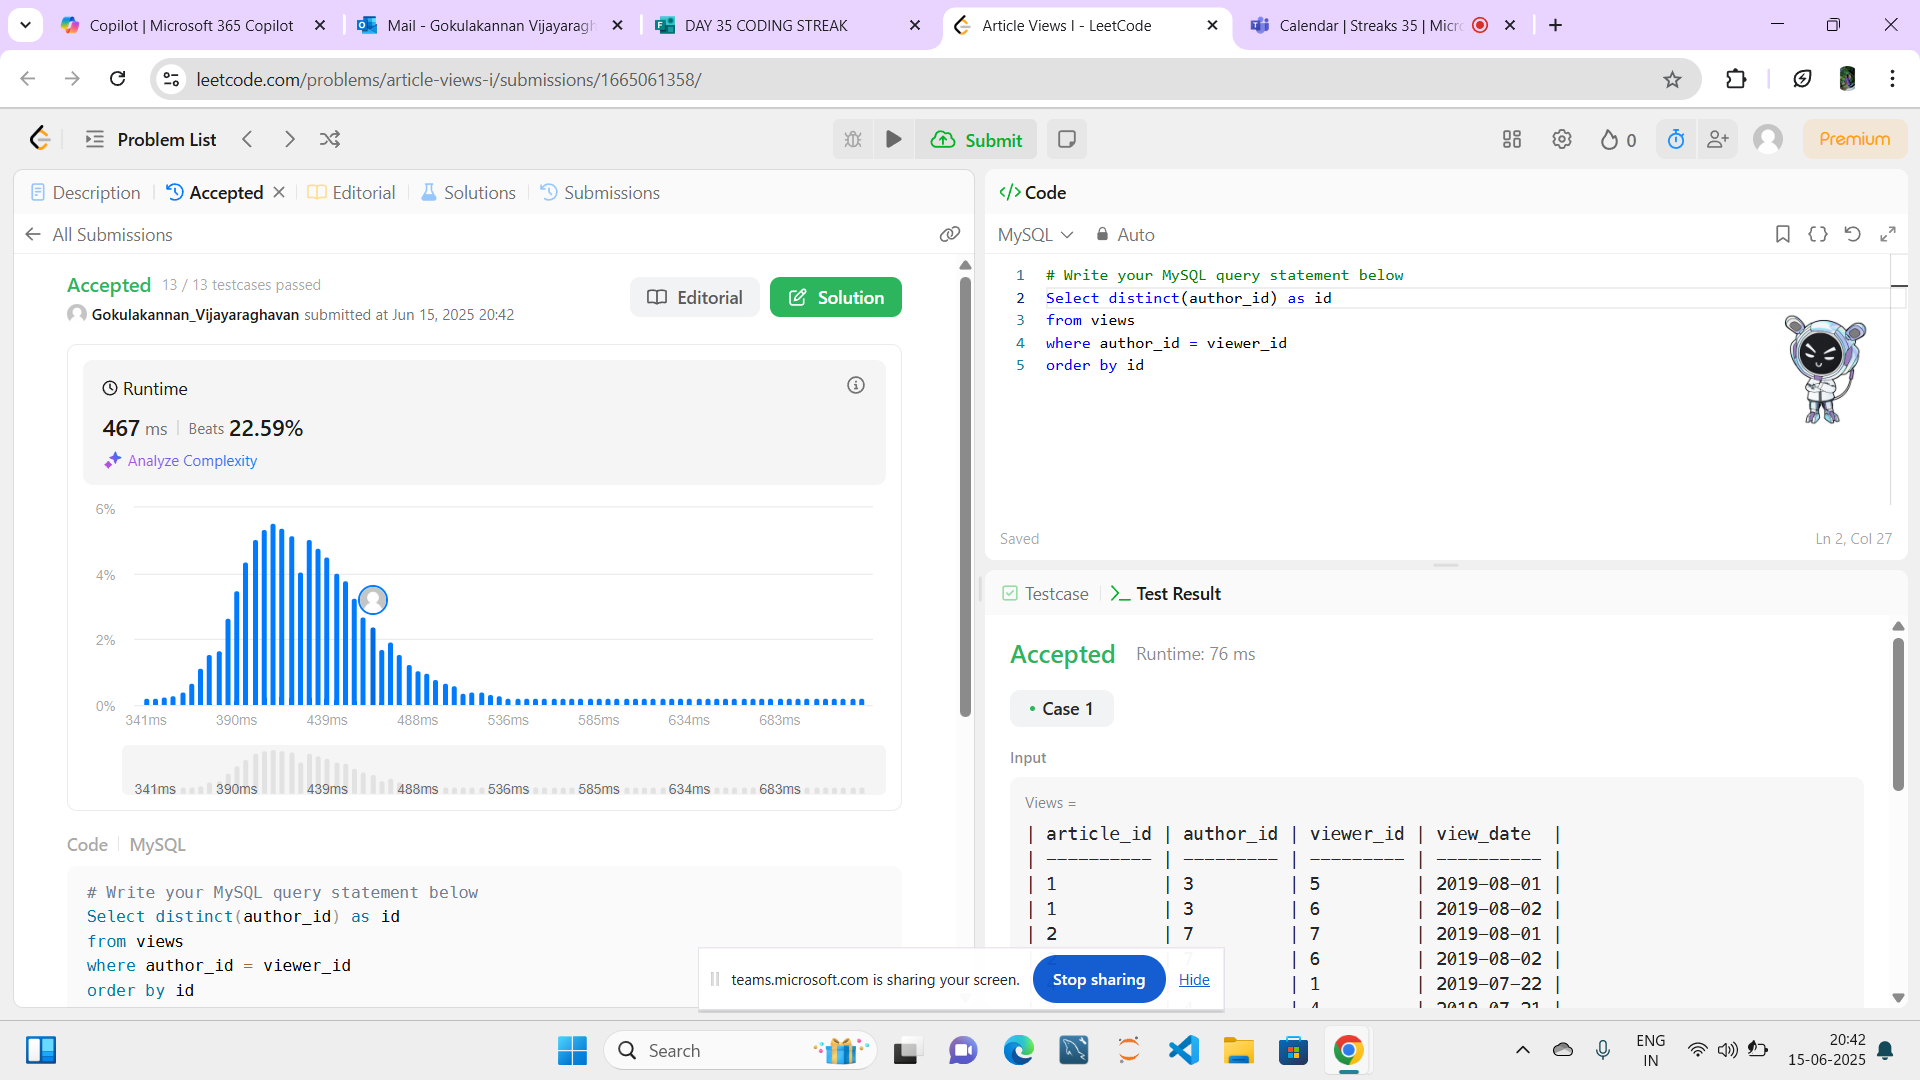 Copilot | Microsoft 365 Copilot
Mail - Gokulakannan Vijayaragh
DAY 35 CODING STREAK
Article Views I - LeetCode
Calendar | Streaks 35 | Micro
leetcode.com/problems/article-views-i/submissions/1665061358/
Problem List
Submit
0
Premium
Description
Accepted
Editorial
Solutions
Submissions
All Submissions
Accepted 13 / 13 testcases passed
Gokulakannan_Vijayaraghavan submitted at Jun 15, 2025 20:42
Editorial
Solution
Runtime
467 ms | Beats 22.59%
Analyze Complexity
6%
4%
2%
0%
341ms 390ms 439ms 488ms 536ms 585ms 634ms 683ms
341ms 390ms 439ms 488ms 536ms 585ms 634ms 683ms
Code | MySQL
# Write your MySQL query statement below
Select distinct(author_id) as id
from views
where author_id = viewer_id
order by id
</> Code
MySQL
Auto
1 # Write your MySQL query statement below
2 Select distinct(author_id) as id
3 from views
4 where author_id = viewer_id
5 order by id
Saved
Ln 2, Col 27
Testcase
Test Result
Accepted Runtime: 76 ms
• Case 1
Input
Views =
| article_id | author_id | viewer_id | view_date  |
| ---------- | --------- | --------- | ---------- |
| 1 | 3 | 5 | 2019-08-01 |
| 1 | 3 | 6 | 2019-08-02 |
| 2 | 7 | 7 | 2019-08-01 |
| 6 | 2019-08-02 |
| 1 | 2019-07-22 |
| 4 | 2019-07-21 |
teams.microsoft.com is sharing your screen.
Stop sharing
Hide
Search
ENG
IN
20:42
15-06-2025